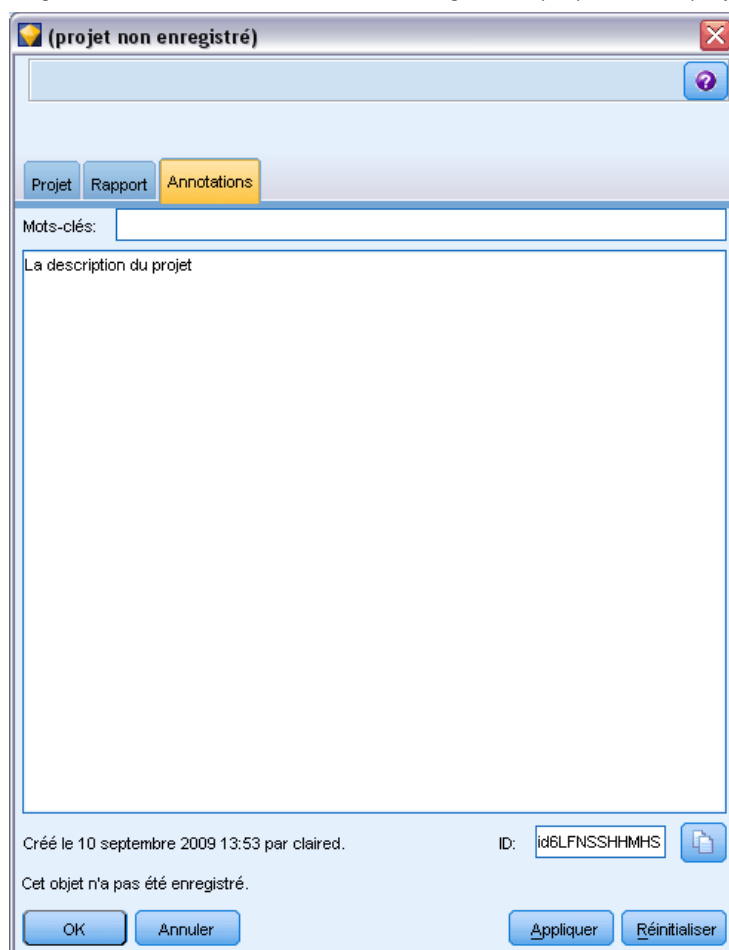 (projet non enregistré)
Projet Rapport Annotations
Mots-clés:
La description du projet
Créé le 10 septembre 2009 13:53 par claired. ID: id6LFNSSHHMHS
Cet objet n'a pas été enregistré.
OK Annuler Appliquer Réinitialiser